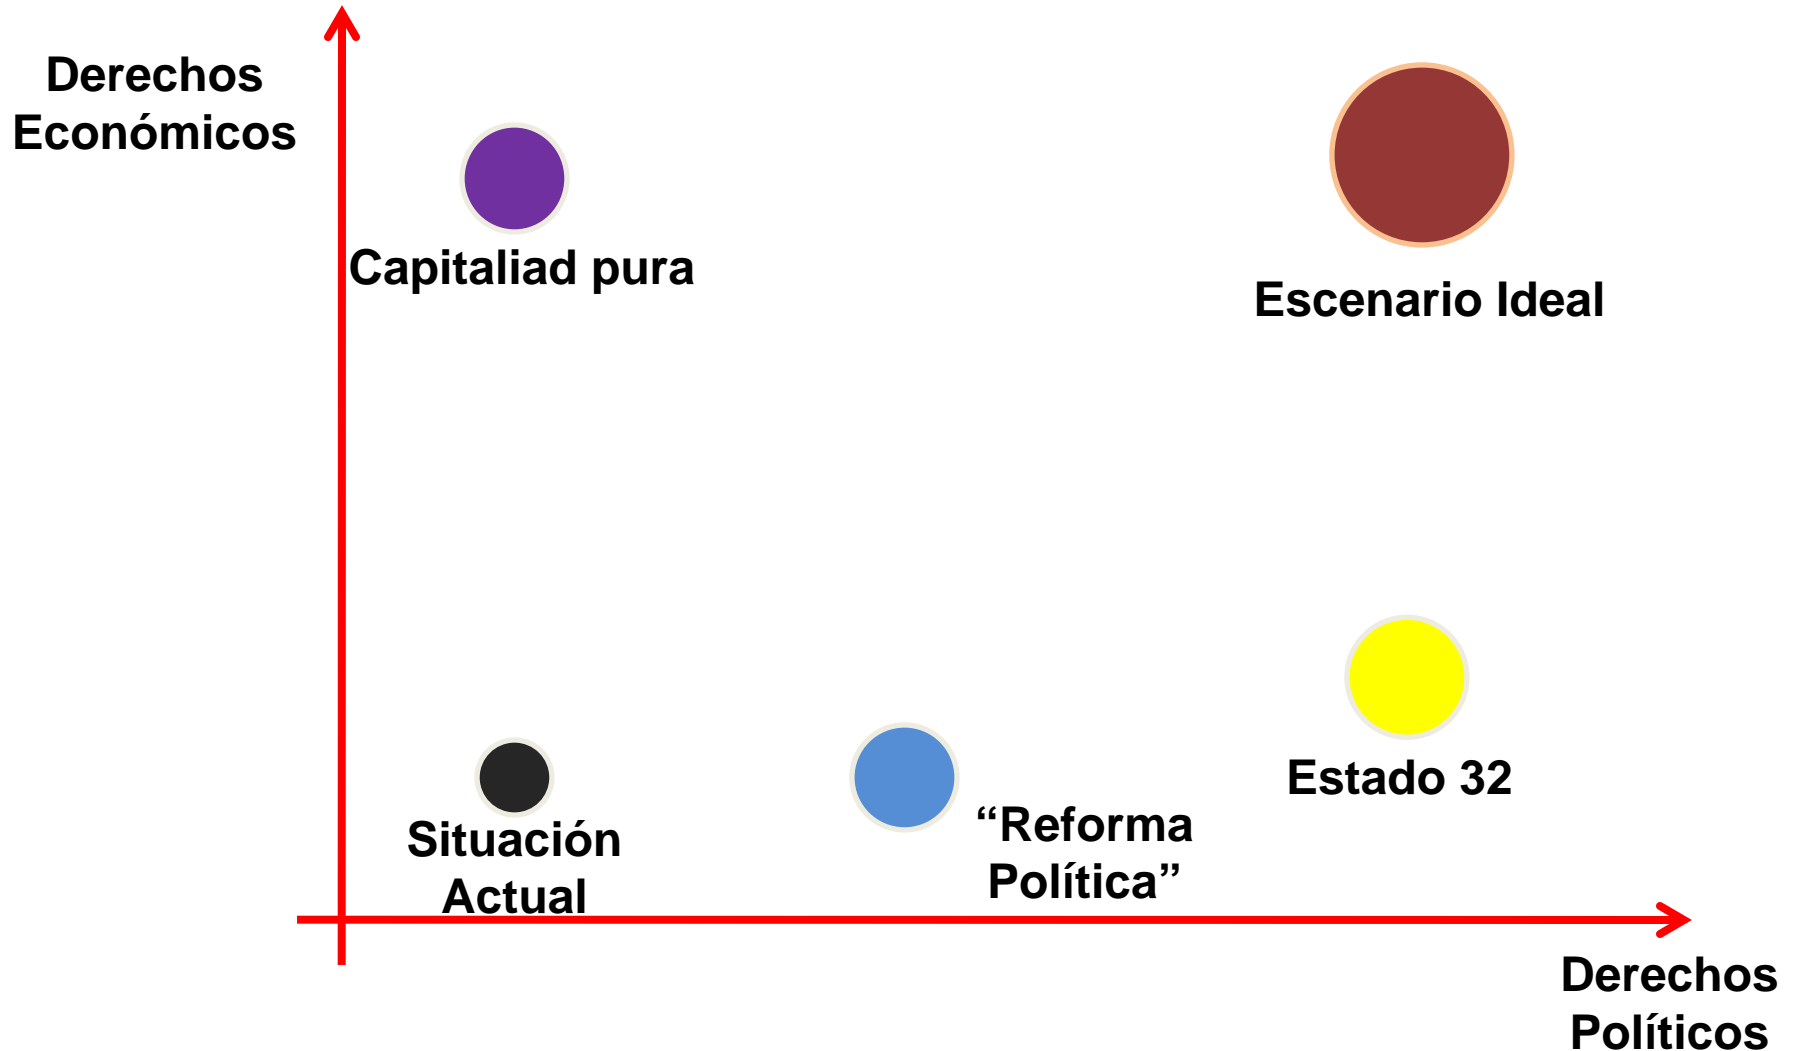 Derechos
Económicos
Capitaliad pura
Escenario Ideal
Estado 32
Situación
Actual
“Reforma
Política”
Derechos
Políticos